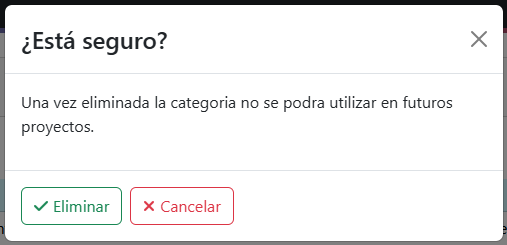 ¿Está seguro?
Una vez eliminada la categoria no se podra utilizar en futuros
proyectos.
Eliminar
Cancelar